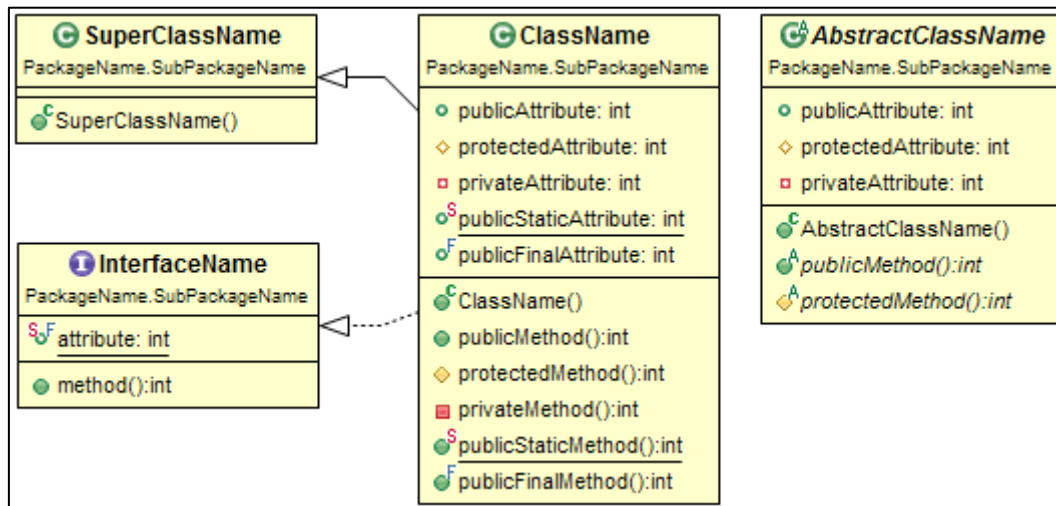 SuperClassName
PackageName.SubPackageName
SuperClassName()
InterfaceName
PackageName.SubPackageName
attribute: int
method():int
ClassName
PackageName.SubPackageName
publicAttribute: int
protectedAttribute: int
privateAttribute: int
publicStaticAttribute: int
publicFinalAttribute: int
ClassName()
publicMethod():int
protectedMethod():int
privateMethod():int
publicStaticMethod():int
publicFinalMethod():int
AbstractClassName
PackageName.SubPackageName
publicAttribute: int
protectedAttribute: int
privateAttribute: int
AbstractClassName()
publicMethod():int
protectedMethod():int